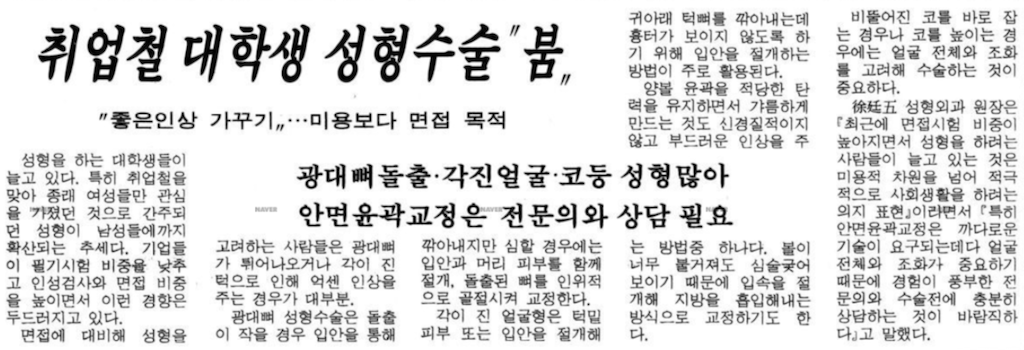 취업철 대학생 성형수술 〃붐〃
〃좋은인상 가꾸기〃…미용보다 면접 목적
광대뼈돌출·각진얼굴·코등 성형많아
안면윤곽교정은 전문의와 상담 필요
성형을 하는 대학생들이
늘고 있다. 특히 취업철을
맞아 종래 여성들만 관심
을 가졌던 것으로 간주되
던 성형이 남성들에까지
확산되는 추세다. 기업들
이 필기시험 비중을 낮추
고 인성검사와 면접 비중
을 높이면서 이런 경향은
두드러지고 있다.
면접에 대비해 성형을
고려하는 사람들은 광대뼈
가 튀어나오거나 각이 진
턱으로 인해 억센 인상을
주는 경우가 대부분.
광대뼈 성형수술은 돌출
이 작을 경우 입안을 통해
깎아내지만 심할 경우에는
입안과 머리 피부를 함께
절개, 돌출된 뼈를 인위적
으로 골절시켜 교정한다.
각이 진 얼굴형은 턱밑
피부 또는 입안을 절개해
귀아래 턱뼈를 깎아내는데
흉터가 보이지 않도록 하
기 위해 입안을 절개하는
방법이 주로 활용된다.
양볼 윤곽을 적당한 탄
력을 유지하면서 갸름하게
만드는 것도 신경질적이지
않고 부드러운 인상을 주
는 방법중 하나다. 볼이
너무 불거져도 심술궂어
보이기 때문에 입속을 절
개해 지방을 흡입해내는
방식으로 교정하기도 한
다.
비뚤어진 코를 바로 잡
는 경우나 코를 높이는 경
우에는 얼굴 전체와 조화
를 고려해 수술하는 것이
중요하다.
徐廷五 성형외과 원장은
『최근에 면접시험 비중이
높아지면서 성형을 하려는
사람들이 늘고 있는 것은
미용적 차원을 넘어 적극
적으로 사회생활을 하려는
의지 표현』이라면서 『특히
안면윤곽교정은 까다로운
기술이 요구되는데다 얼굴
전체와 조화가 중요하기
때문에 경험이 풍부한 전
문의와 수술전에 충분히
상담하는 것이 바람직하
다』고 말했다.
NAVER
NAVER
NAVER